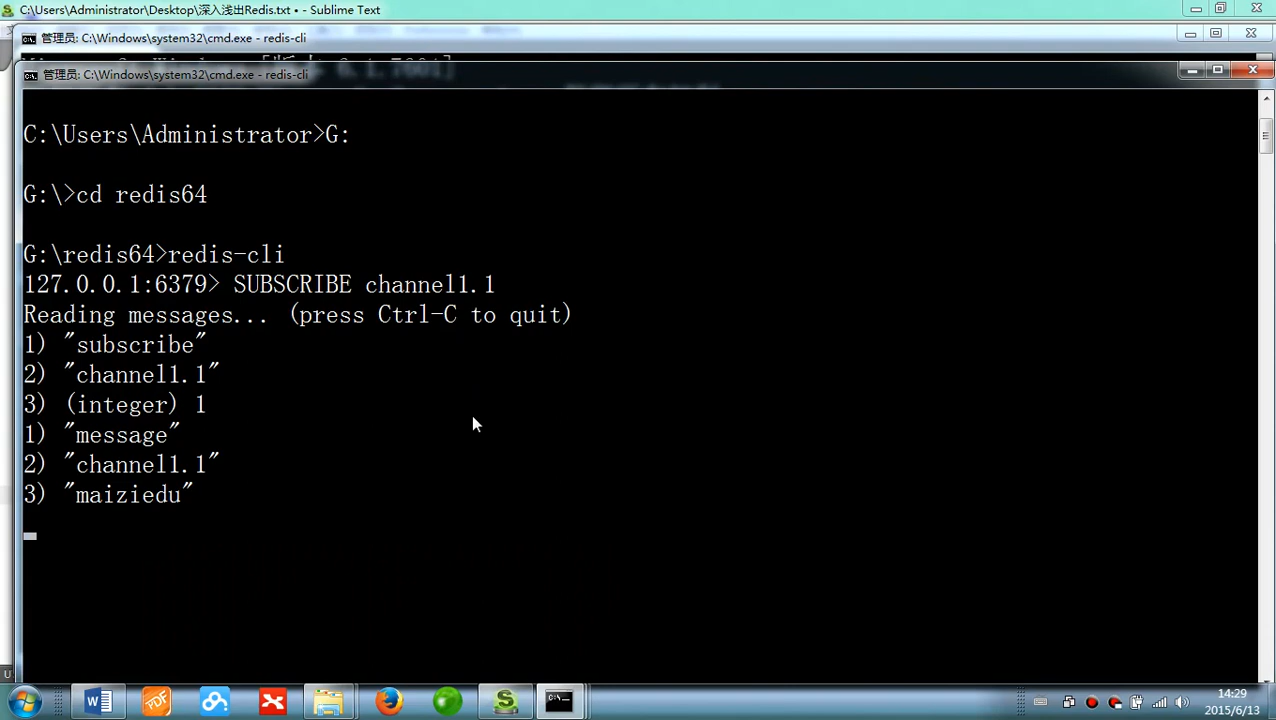 C:\Users\Administrator\Desktop\深入浅出Redis.txt • - Sublime Text
管理员: C:\Windows\system32\cmd.exe - redis-cli
管理员: C:\Windows\system32\cmd.exe - redis-cli
C:\Users\Administrator>G:
G:\>cd redis64
G:\redis64>redis-cli
127.0.0.1:6379> SUBSCRIBE channel1.1
Reading messages... (press Ctrl-C to quit)
1) "subscribe"
2) "channel1.1"
3) (integer) 1
1) "message"
2) "channel1.1"
3) "maiziedu"
14:29
2015/6/13